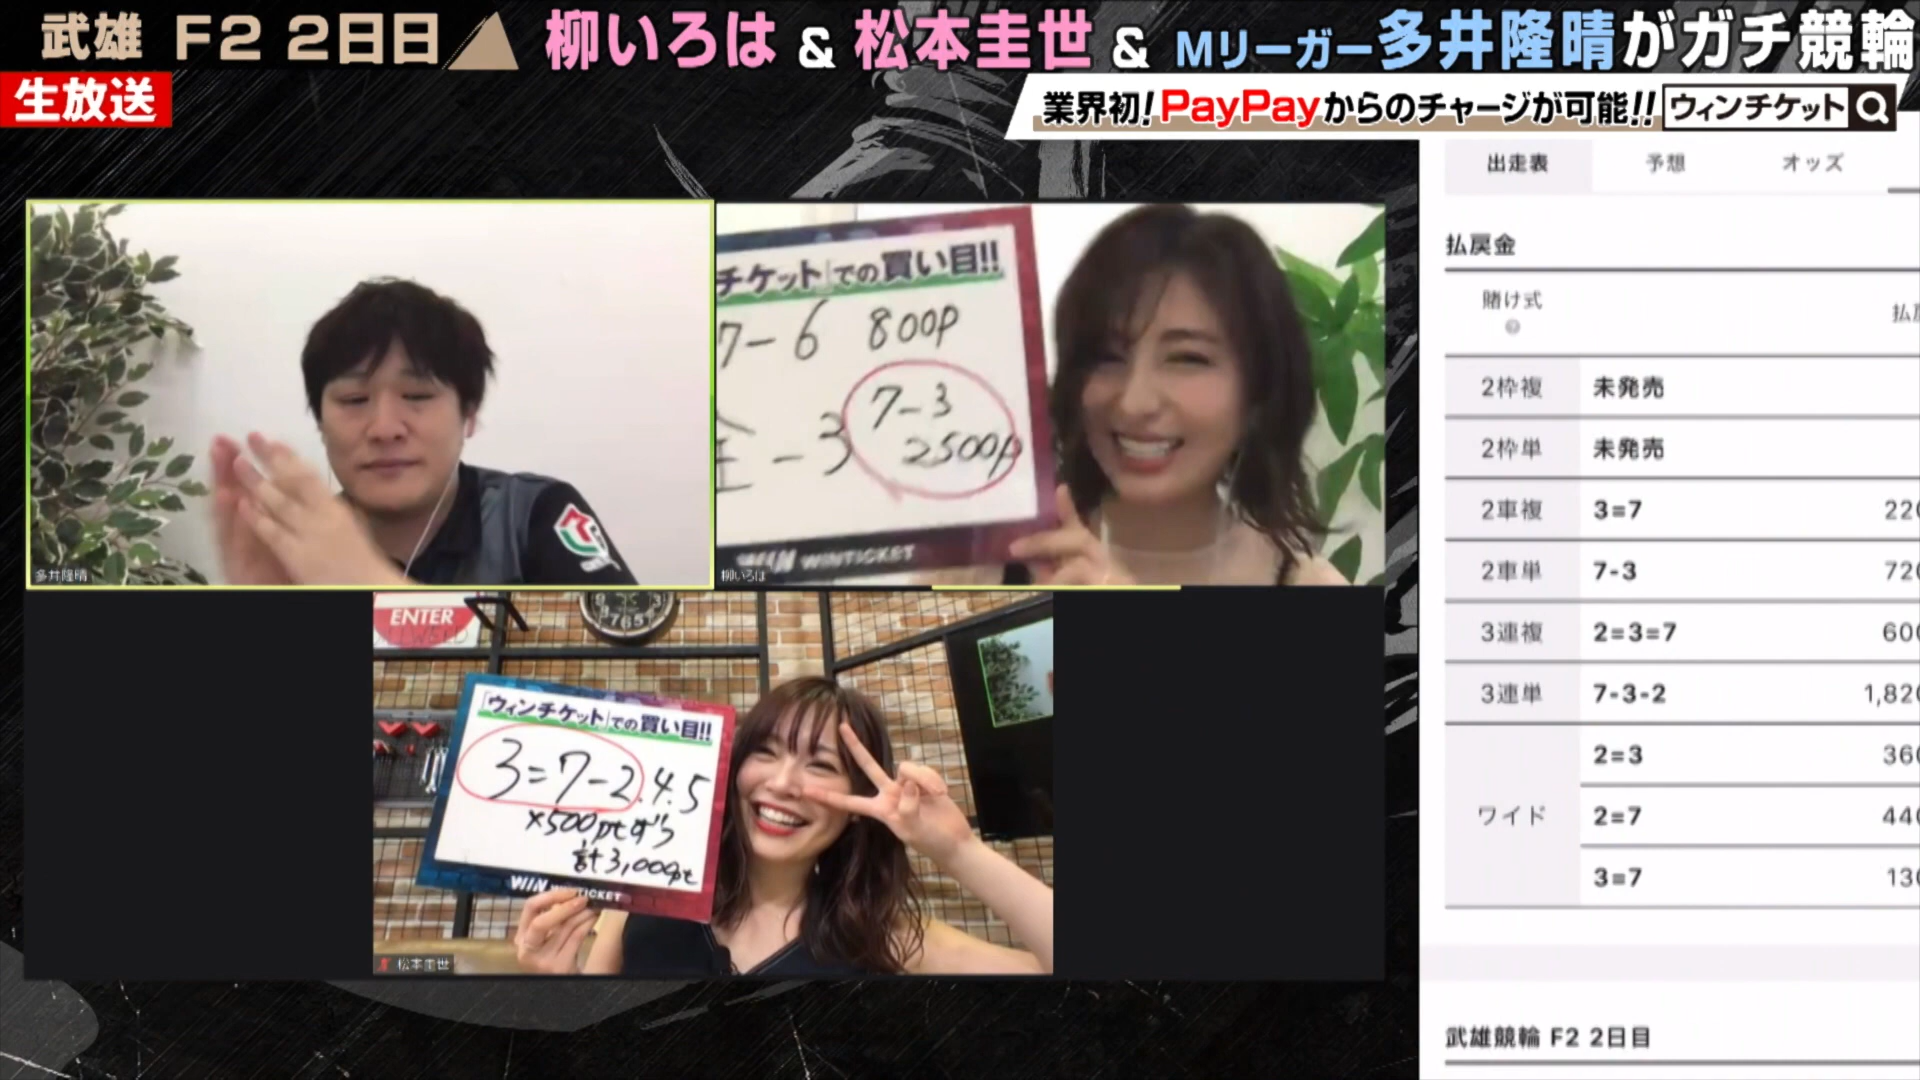 武雄 F2 2日目
柳いろは & 松本圭世 & Mリーガー多井隆晴がガチ競輪
生放送
業界初!PayPayからのチャージが可能!!
ウィンチケット
出走表 予想 オッズ
払戻金
賭け式
2枠複 未発売
2枠単 未発売
2車複 3=7
2車単 7-3
3連複 2=3=7
3連単 7-3-2
ワイド
2=3
2=7
3=7
武雄競輪 F2 2日目
チケット」での買い目!!
7-6 800p
-3
7-3
2500p
WINTICKET
多井隆晴
柳いろは
ENTER
「ウィンチケット」での買い目!!
3=7-2.4.5
×500ptずつ
計3,000pt
WINTICKET
松本圭世